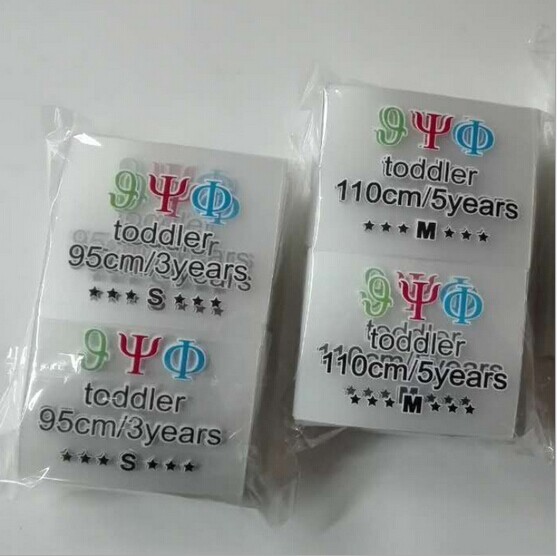 ϑΨΦ
toddler
95cm/3years
★★★ S ★★★
ϑΨΦ
toddler
95cm/3years
★★★ S ★★★
ϑΨΦ
toddler
110cm/5years
★★★ M ★★★
ϑΨΦ
toddler
110cm/5years
★★★ M ★★★